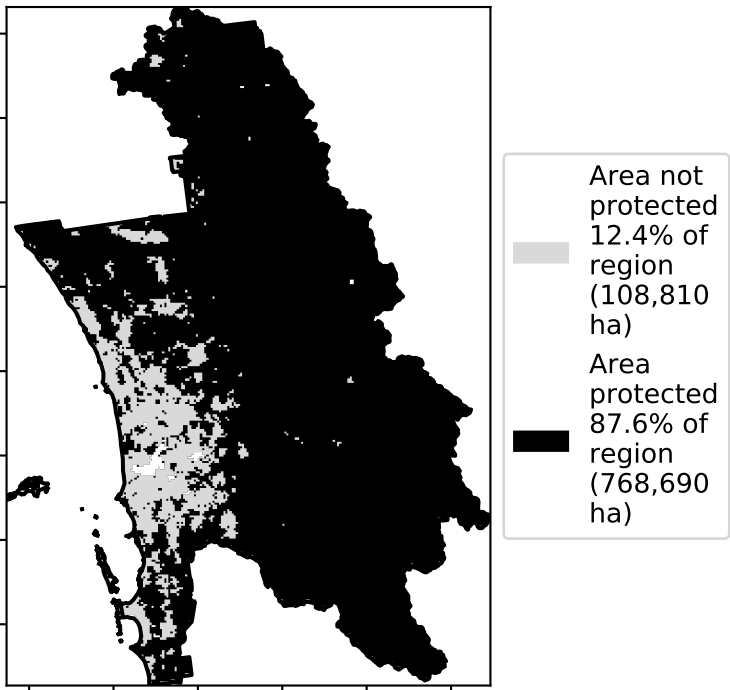 Area not
protected
12.4% of
region
(108,810
ha)
Area
protected
87.6% of
region
(768,690
ha)